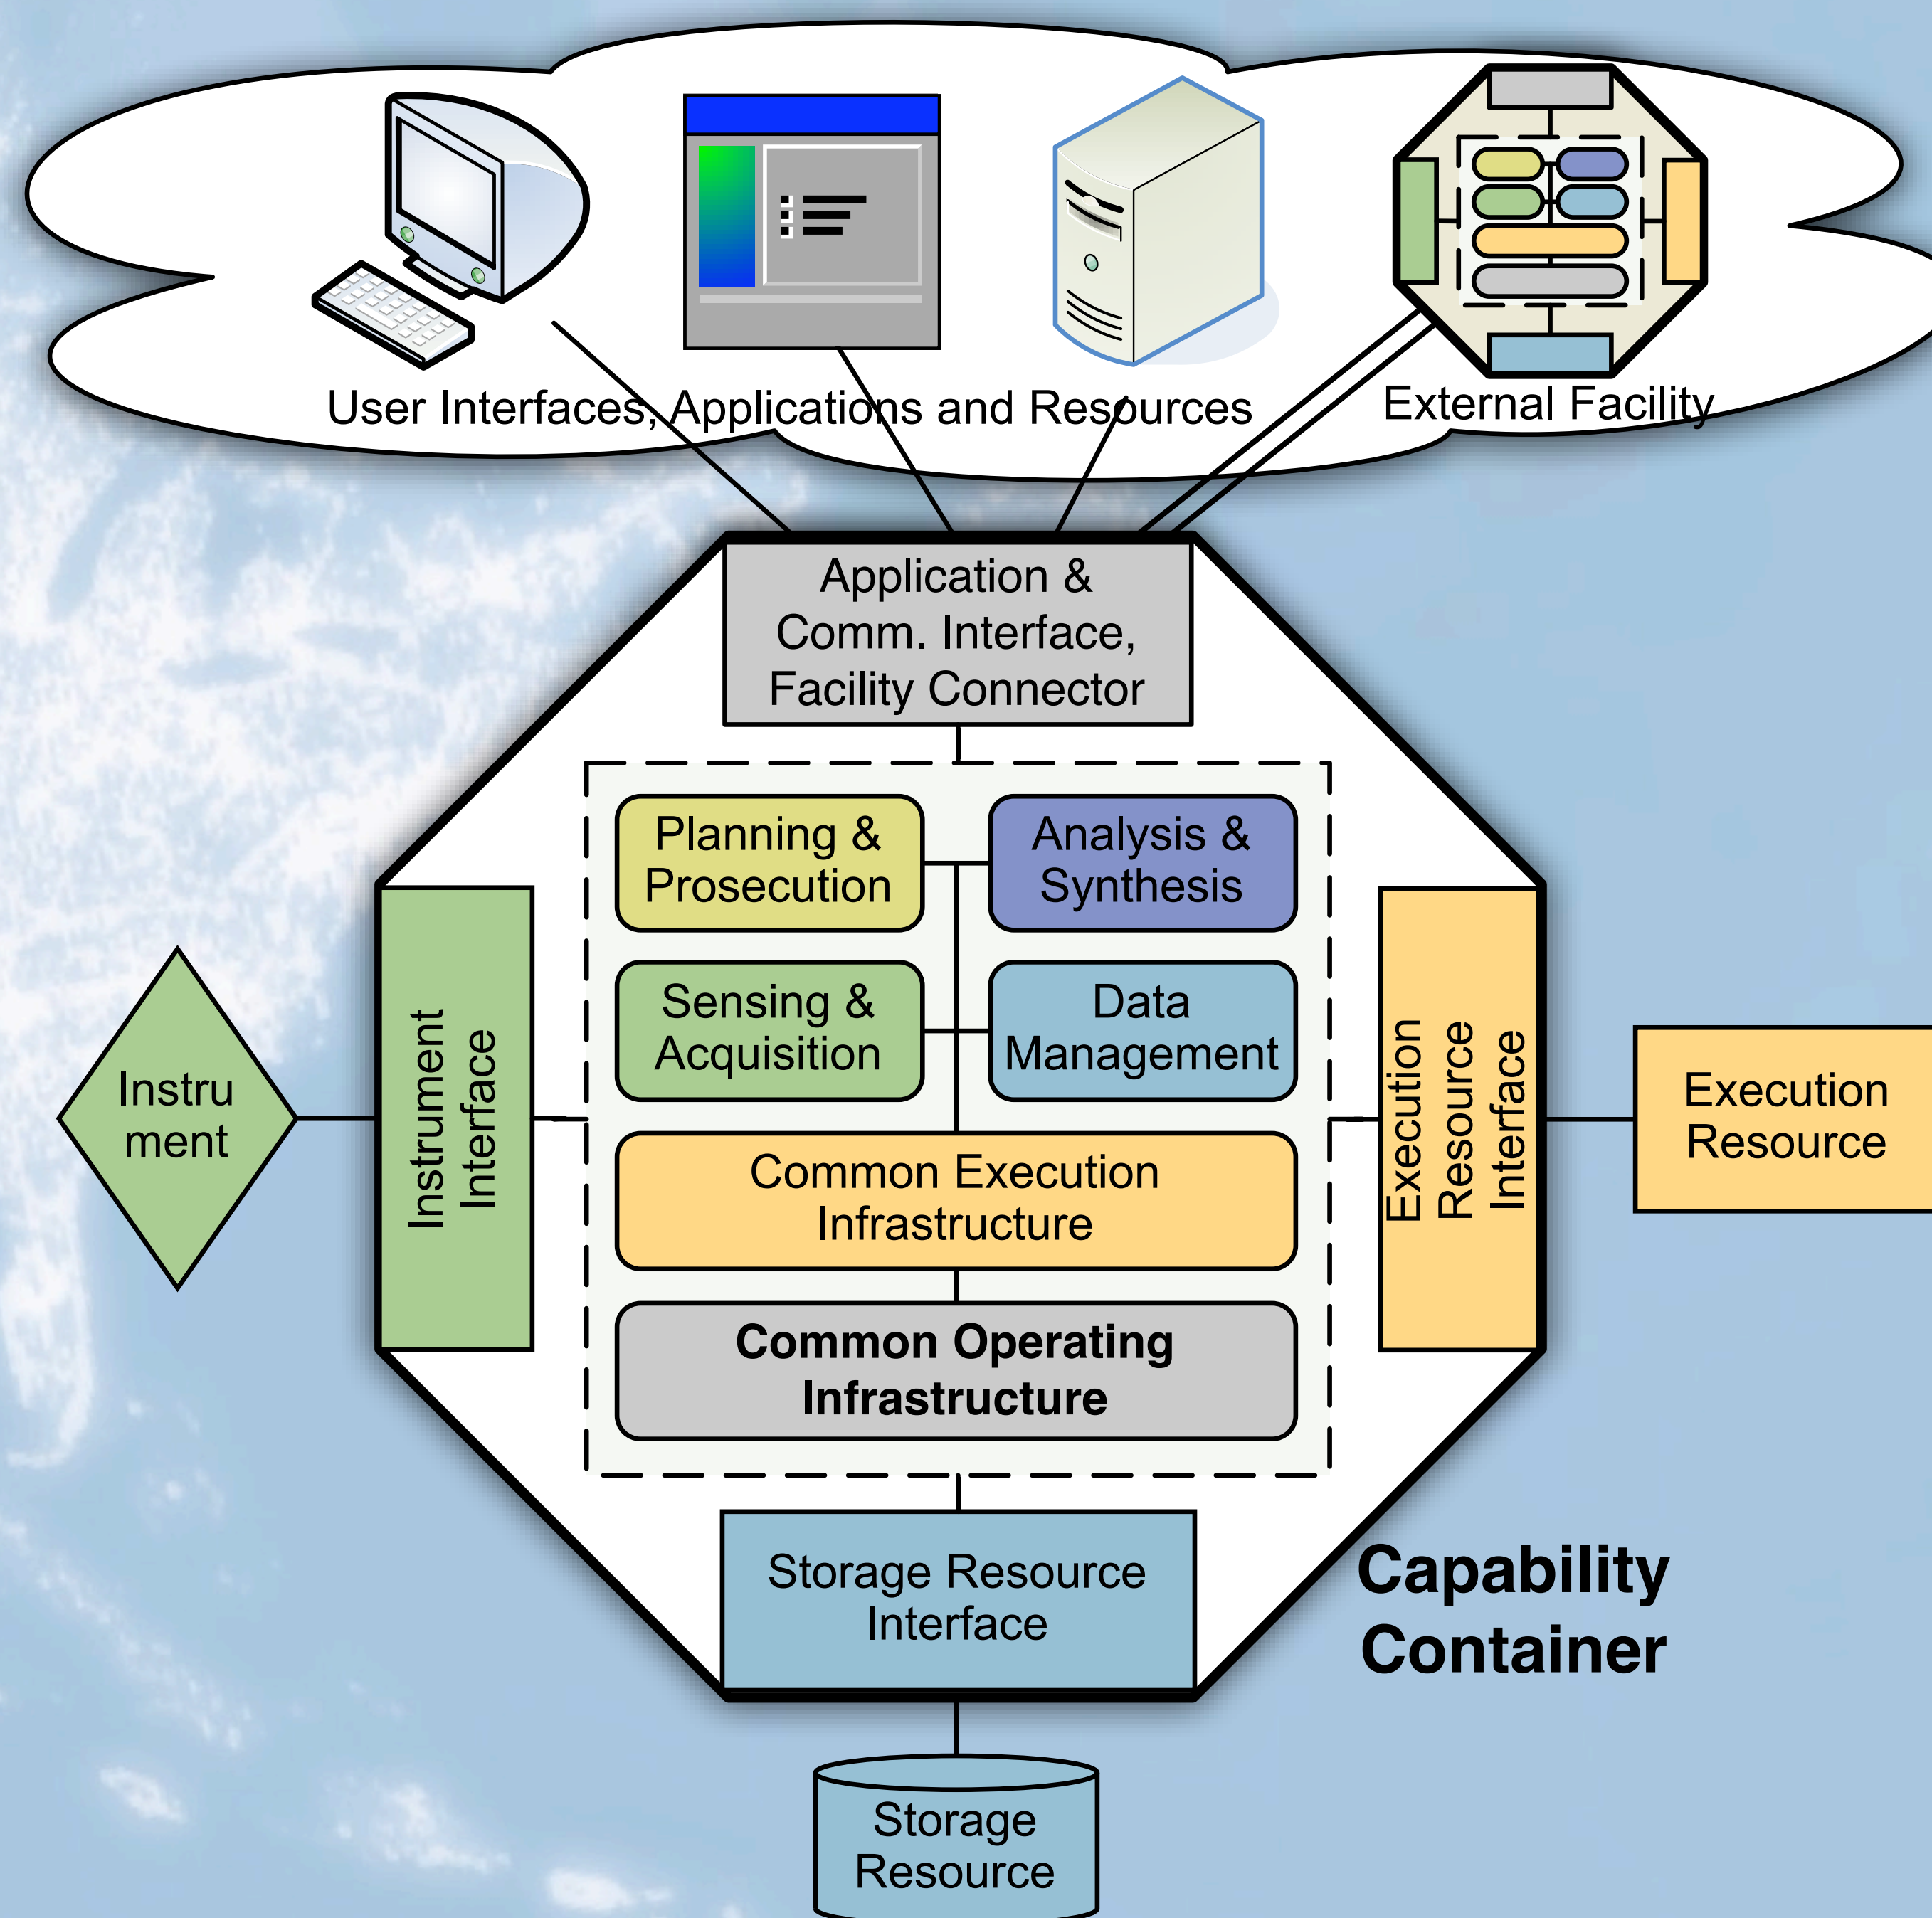 User Interfaces, Applications and Resources
External Facility
Application &
Comm. Interface,
Facility Connector
Planning &
Prosecution
Analysis &
Synthesis
Sensing &
Acquisition
Data
Management
Instru
ment
Instrument
Interface
Common Execution
Infrastructure
Execution
Resource
Interface
Execution
Resource
Common Operating
Infrastructure
Storage Resource
Interface
Capability
Container
Storage
Resource